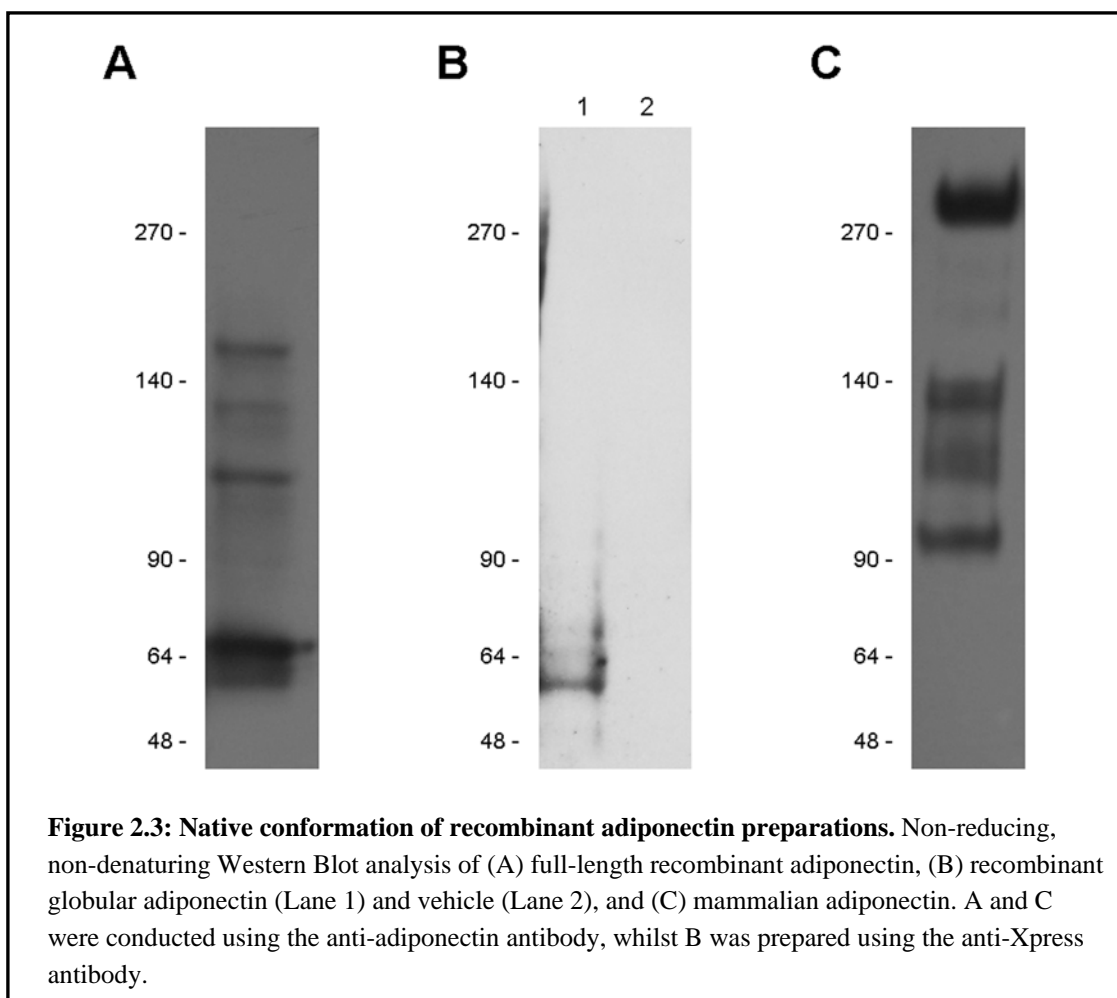 A
B
C
1 2
270 -
140 -
90 -
64 -
48 -
270 -
140 -
90 -
64 -
48 -
270 -
140 -
90 -
64 -
48 -
Figure 2.3: Native conformation of recombinant adiponectin preparations. Non-reducing,
non-denaturing Western Blot analysis of (A) full-length recombinant adiponectin, (B) recombinant
globular adiponectin (Lane 1) and vehicle (Lane 2), and (C) mammalian adiponectin. A and C
were conducted using the anti-adiponectin antibody, whilst B was prepared using the anti-Xpress
antibody.